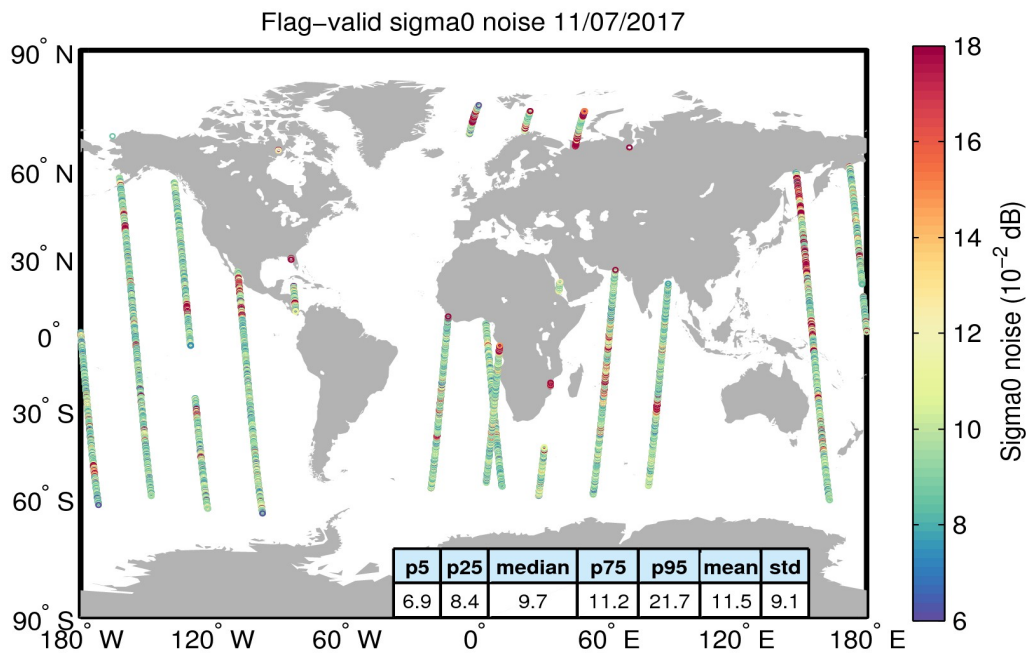 Flag−valid sigma0 noise 11/07/2017
90° N
60° N
30° N
0°
30° S
60° S
90° S
180° W 120° W 60° W 0° 60° E 120° E 180° E
p5 p25 median p75 p95 mean std
6.9 8.4 9.7 11.2 21.7 11.5 9.1
18
16
14
12
10
8
6
Sigma0 noise (10⁻² dB)